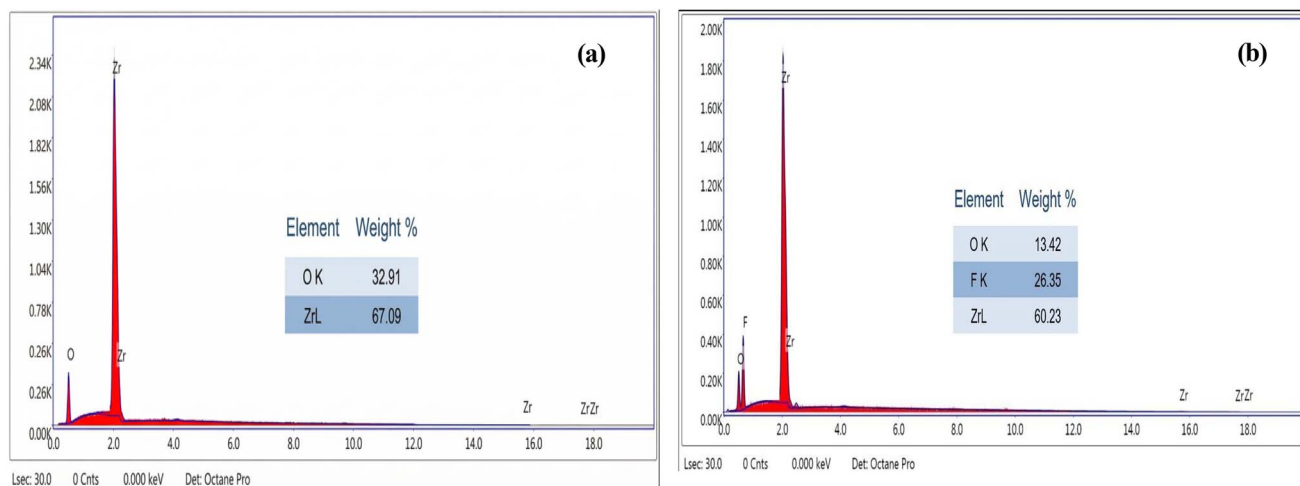 (a)
2.34K
2.08K
1.82K
1.56K
1.30K
1.04K
0.78K
0.26K
0.26K
0.00K
Zr
O
Zr
Zr
ZrZr
Element Weight %
O K 32.91
ZrL 67.09
0.0 2.0 4.0 6.0 8.0 10.0 12.0 14.0 16.0 18.0
Lsec: 30.0 0 Cnts 0.000 keV Det: Octane Pro
(b)
2.00K
1.80K
1.60K
1.40K
1.20K
1.00K
0.80K
0.60K
0.40K
0.20K
0.00K
Zr
F
Zr
O
Zr
ZrZr
Element Weight %
O K 13.42
F K 26.35
ZrL 60.23
0.0 2.0 4.0 6.0 8.0 10.0 12.0 14.0 16.0 18.0
Lsec: 30.0 0 Cnts 0.000 keV Det: Octane Pro